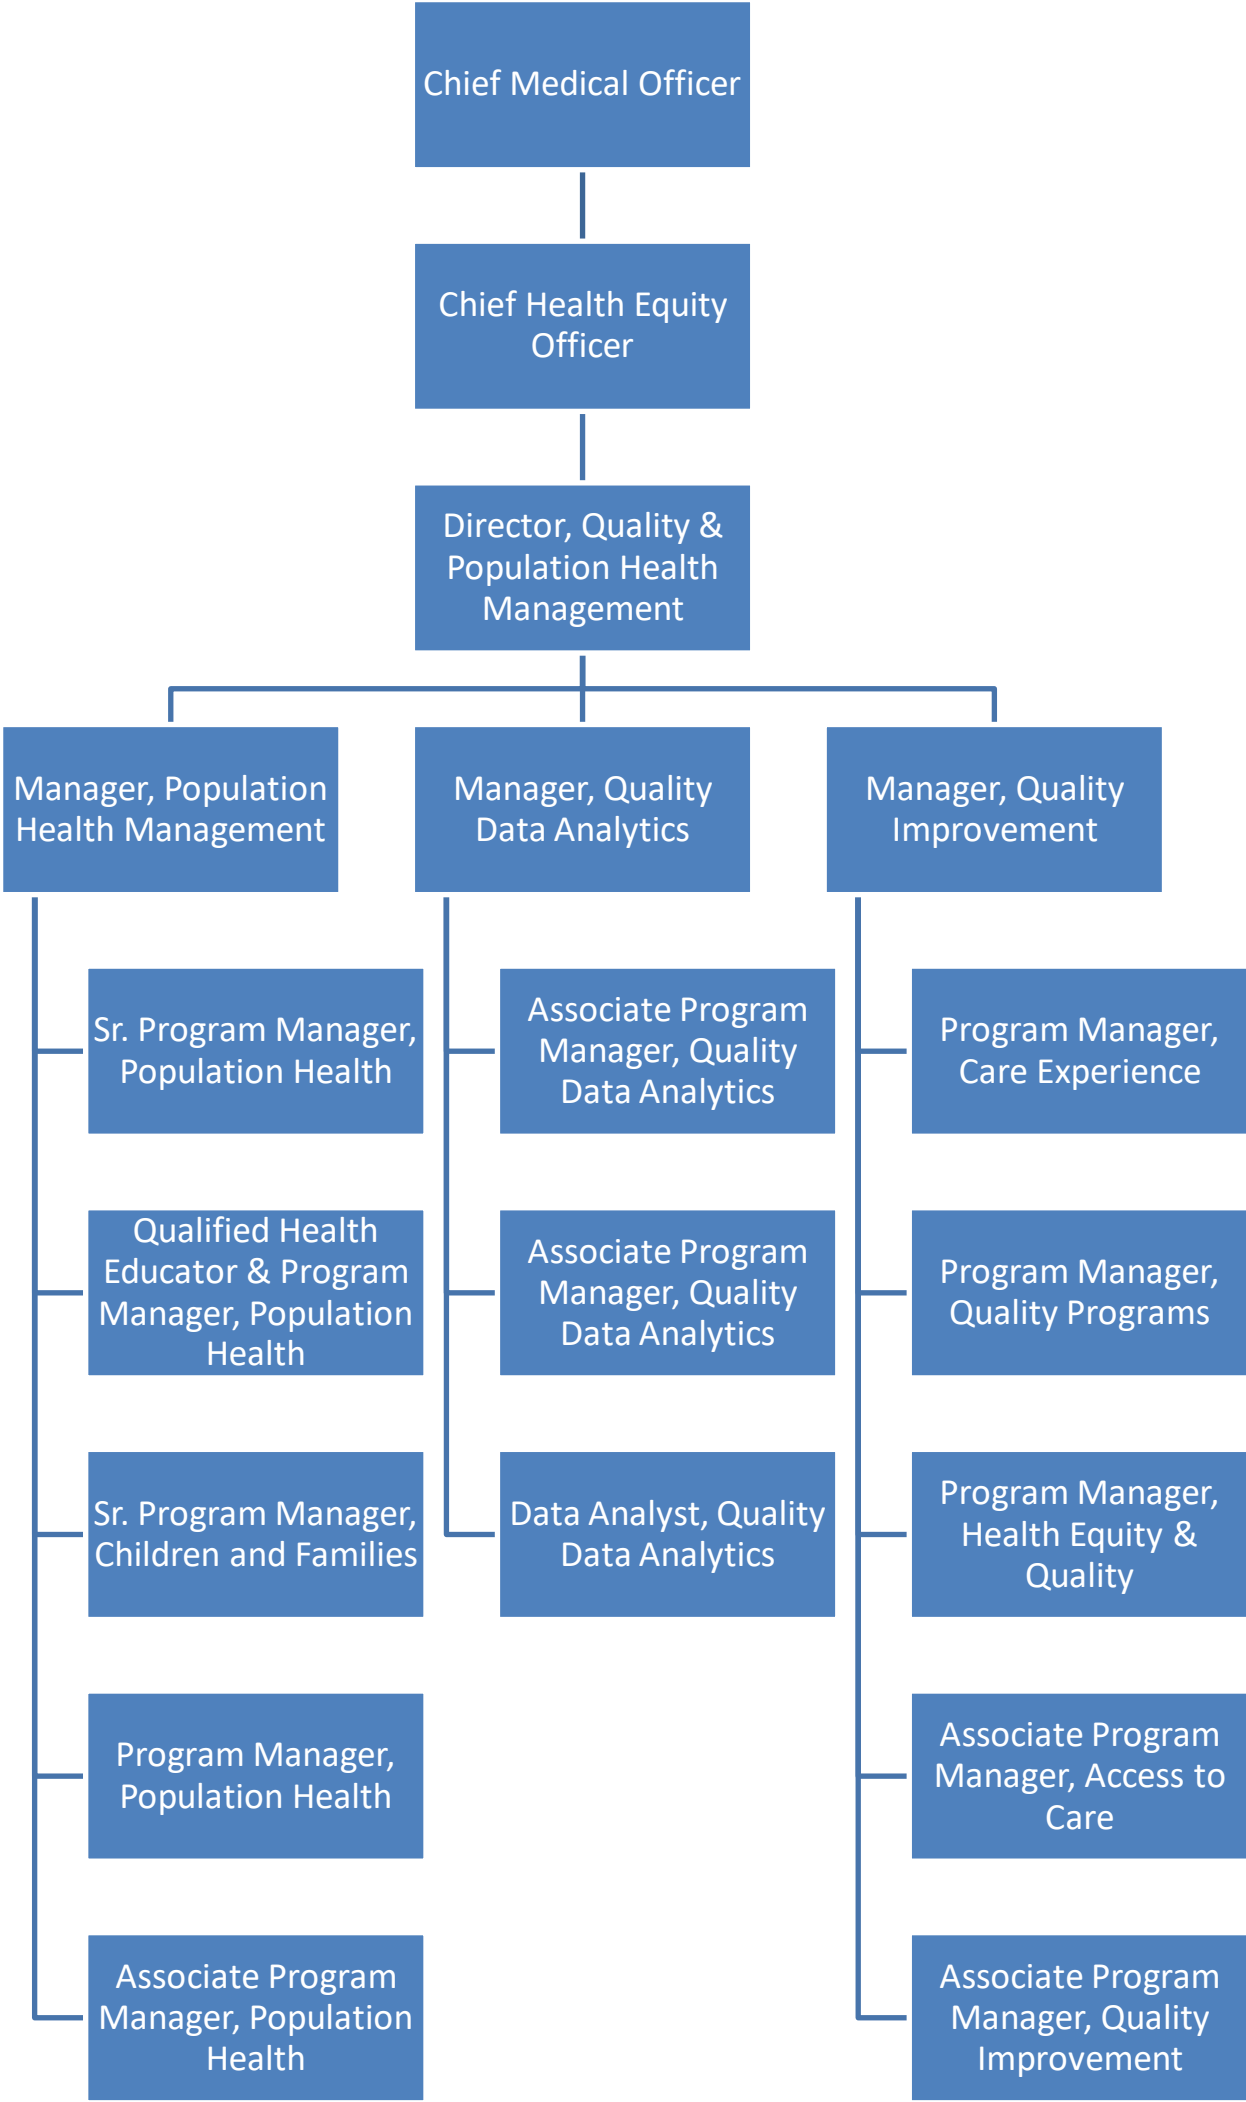 Chief Medical Officer
Chief Health Equity
Officer
Director, Quality &
Population Health
Management
Manager, Population
Health Management
Sr. Program Manager,
Population Health
Qualified Health
Educator & Program
Manager, Population
Health
Sr. Program Manager,
Children and Families
Program Manager,
Population Health
Associate Program
Manager, Population
Health
Manager, Quality
Data Analytics
Associate Program
Manager, Quality
Data Analytics
Associate Program
Manager, Quality
Data Analytics
Data Analyst, Quality
Data Analytics
Manager, Quality
Improvement
Program Manager,
Care Experience
Program Manager,
Quality Programs
Program Manager,
Health Equity &
Quality
Associate Program
Manager, Access to
Care
Associate Program
Manager, Quality
Improvement